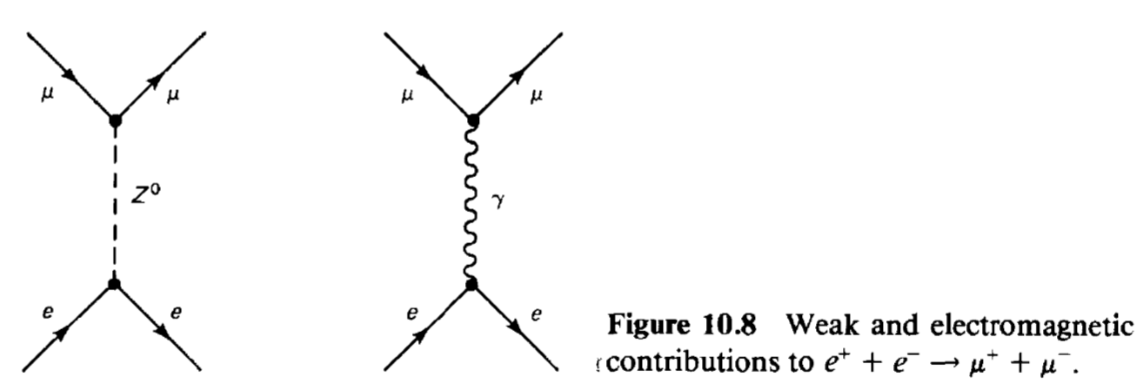 μ μ
Z⁰
e e
μ μ
γ
e e
Figure 10.8 Weak and electromagnetic
contributions to e⁺ + e⁻ → μ⁺ + μ⁻.